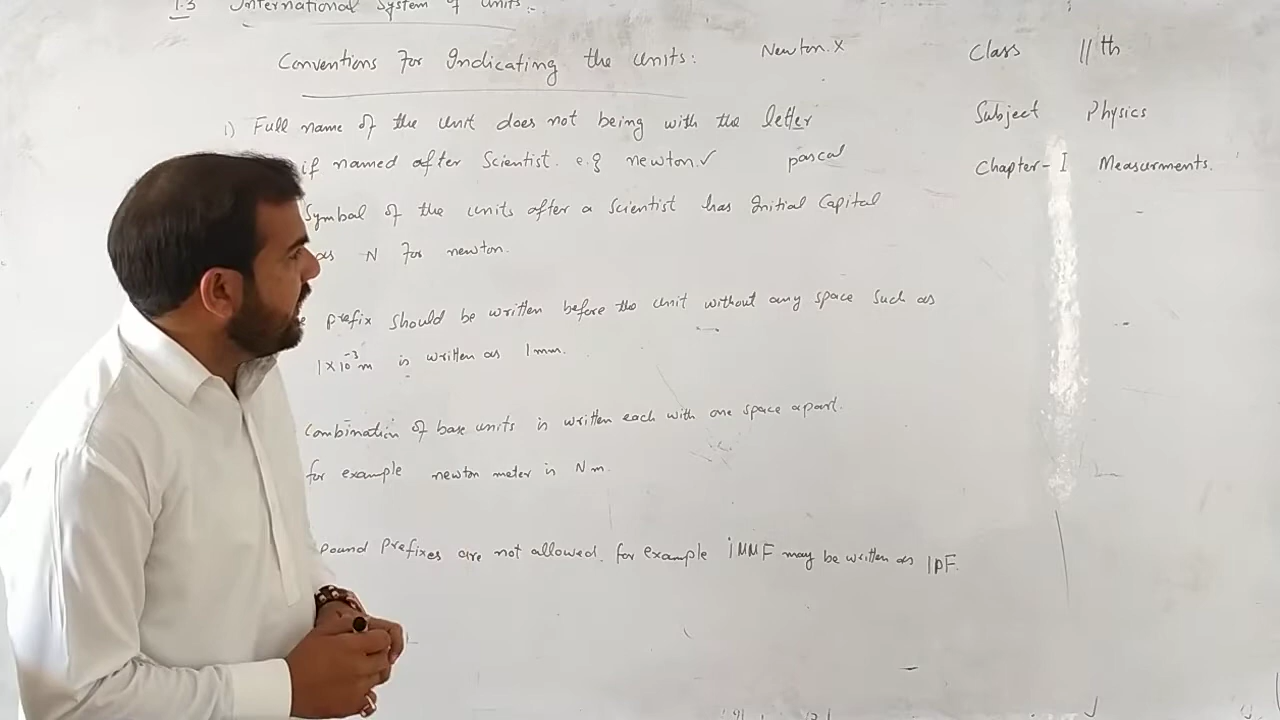 1.3 International System of Units:-
Conventions For Indicating the Units:
Newton. X
Class 11th
Subject Physics
Chapter-I Measurments.
1) Full name of the Unit does not being with the letter
if named after Scientist. e.g newton.✓ pascal
Symbol of the units after a Scientist has Initial Capital
as N For newton.
e prefix should be written before the unit without any space such as
1×10⁻³m is written as 1mm.
Combination of base units is written each with one space apart.
for example newton meter is N m.
pound Prefixes are not allowed. for example 1MMF may be written as 1PF.